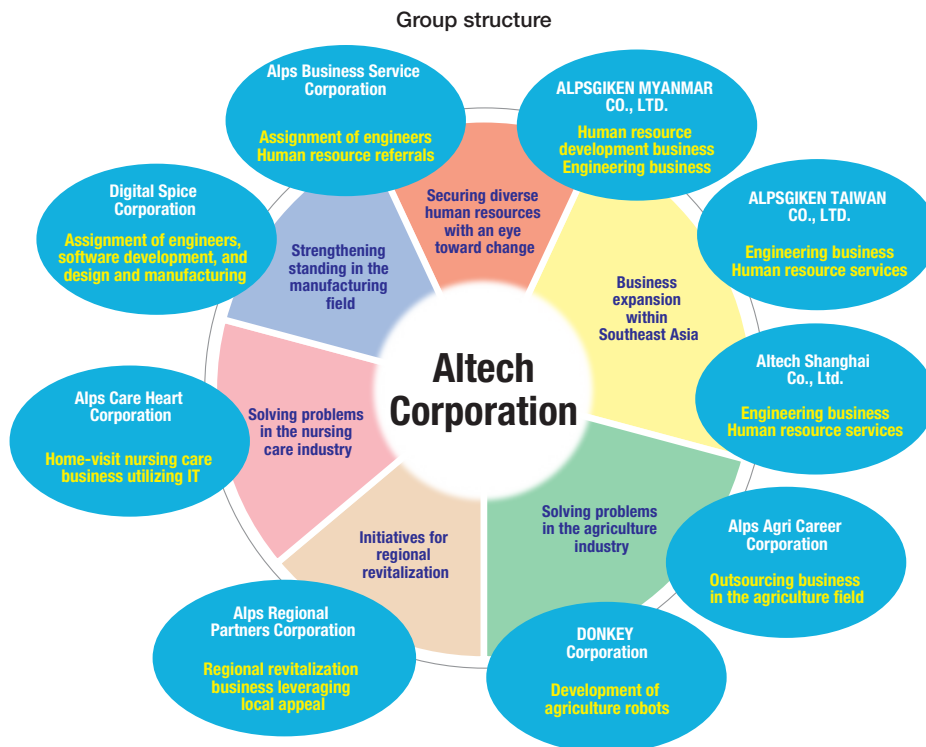 Group structure
Alps Business Service
Corporation
Assignment of engineers
Human resource referrals
ALPSGIKEN MYANMAR
CO., LTD.
Human resource
development business
Engineering business
Digital Spice
Corporation
Assignment of engineers,
software development, and
design and manufacturing
Securing diverse
human resources
with an eye
toward change
ALPSGIKEN TAIWAN
CO., LTD.
Engineering business
Human resource services
Strengthening
standing in the
manufacturing
field
Business
expansion
within
Southeast Asia
Altech
Corporation
Altech Shanghai
Co., Ltd.
Engineering business
Human resource services
Alps Care Heart
Corporation
Home-visit nursing care
business utilizing IT
Solving problems
in the nursing
care industry
Solving problems
in the agriculture
industry
Alps Agri Career
Corporation
Outsourcing business
in the agriculture field
Initiatives for
regional
revitalization
Alps Regional
Partners Corporation
Regional revitalization
business leveraging
local appeal
DONKEY
Corporation
Development of
agriculture robots